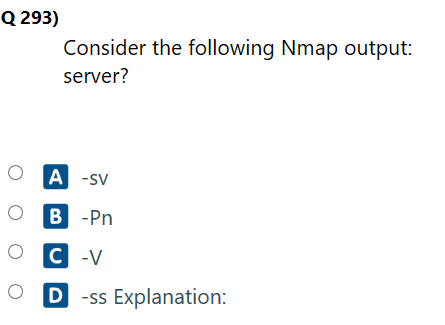 Q 293)
Consider the following Nmap output:
server?
A -sv
B -Pn
C -V
D -ss Explanation: